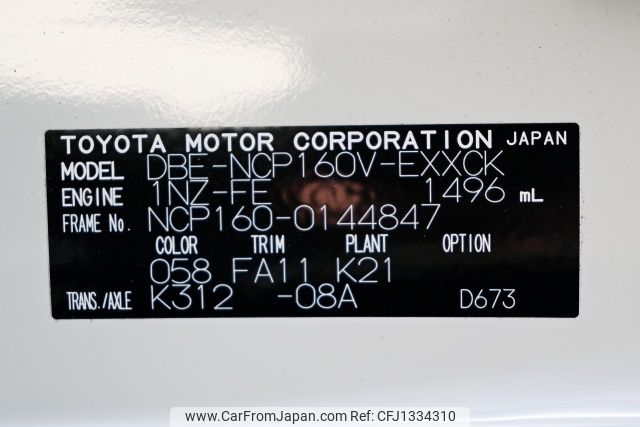 TOYOTA MOTOR CORPORATION JAPAN
MODEL DBE-NCP160V-EXXCK
ENGINE 1NZ-FE 1496 mL
FRAME No. NCP160-0144847
COLOR TRIM PLANT OPTION
058 FA11 K21
TRANS./AXLE K312 -08A D673
www.CarFromJapan.com CFJ1334310